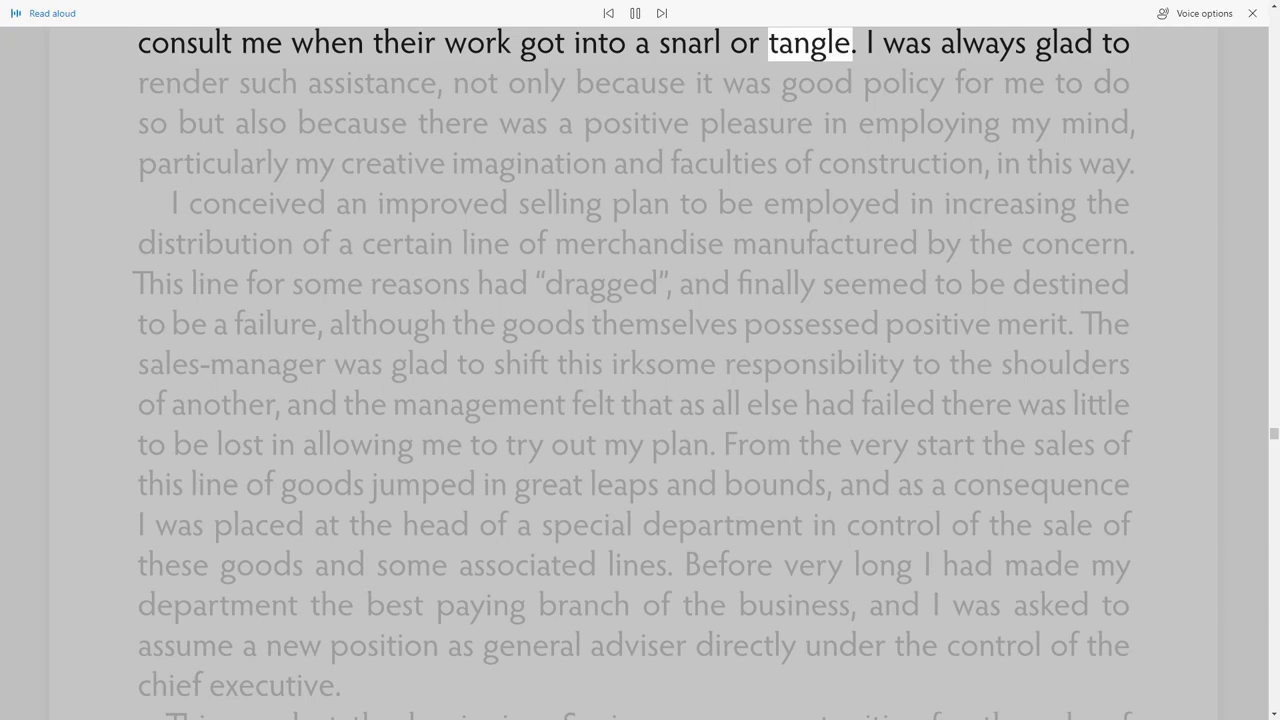 Read aloud
Voice options
consult me when their work got into a snarl or tangle. I was always glad to
render such assistance, not only because it was good policy for me to do
so but also because there was a positive pleasure in employing my mind,
particularly my creative imagination and faculties of construction, in this way.
I conceived an improved selling plan to be employed in increasing the
distribution of a certain line of merchandise manufactured by the concern.
This line for some reasons had “dragged”, and finally seemed to be destined
to be a failure, although the goods themselves possessed positive merit. The
sales-manager was glad to shift this irksome responsibility to the shoulders
of another, and the management felt that as all else had failed there was little
to be lost in allowing me to try out my plan. From the very start the sales of
this line of goods jumped in great leaps and bounds, and as a consequence
I was placed at the head of a special department in control of the sale of
these goods and some associated lines. Before very long I had made my
department the best paying branch of the business, and I was asked to
assume a new position as general adviser directly under the control of the
chief executive.